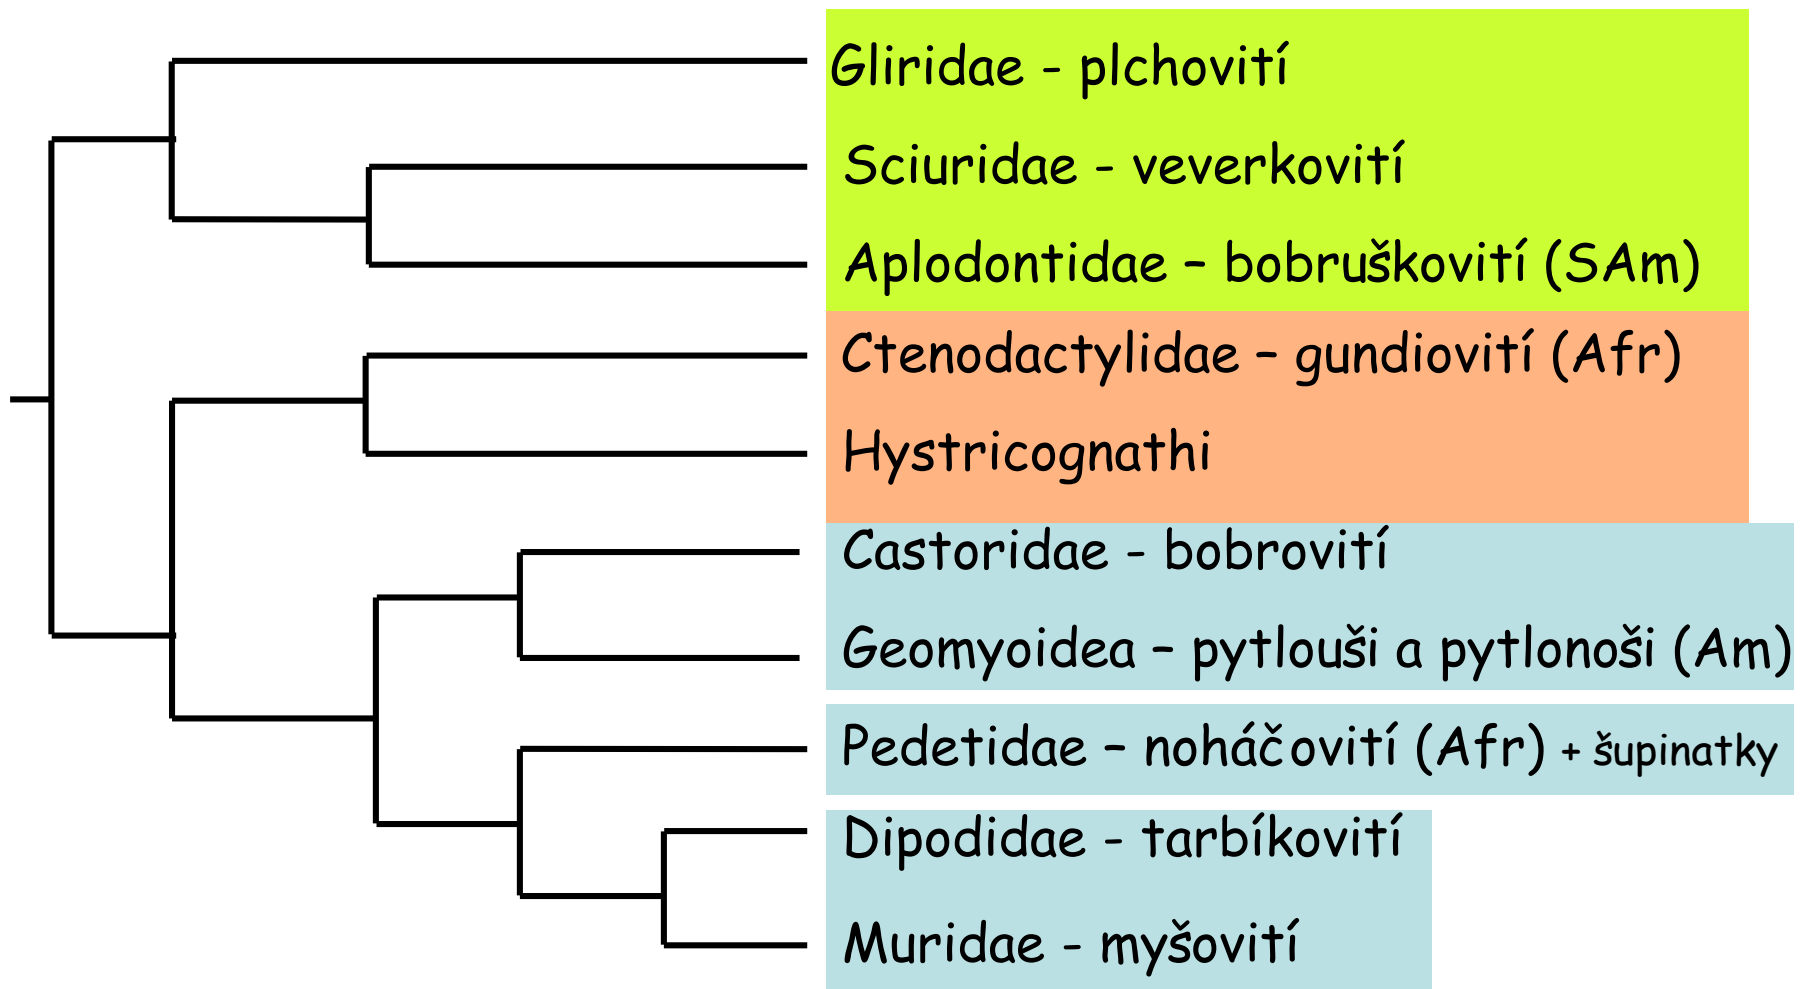 Gliridae - plchovití
Sciuridae - veverkovití
Aplodontidae – bobruškovití (SAm)
Ctenodactylidae – gundiovití (Afr)
Hystricognathi
Castoridae - bobrovití
Geomyoidea – pytlouši a pytlonoši (Am)
Pedetidae – noháčovití (Afr) + šupinatky
Dipodidae - tarbíkovití
Muridae - myšovití